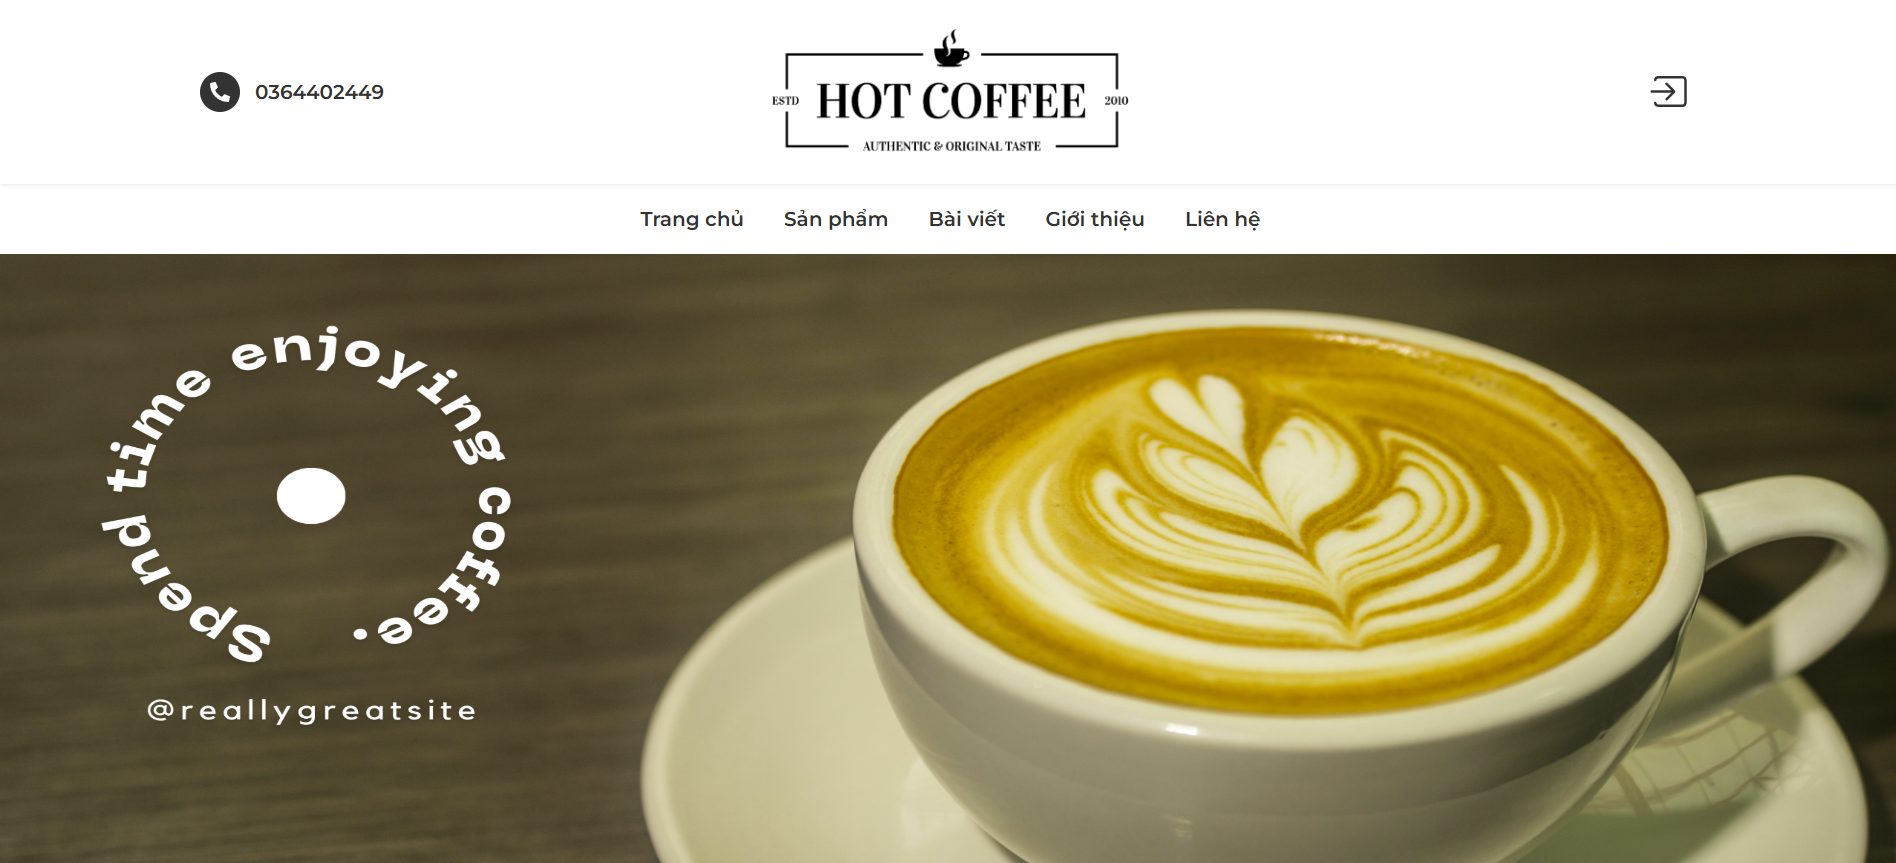 0364402449
ESTD
HOT COFFEE
2010
AUTHENTIC & ORIGINAL TASTE
Trang chủ Sản phẩm Bài viết Giới thiệu Liên hệ
Spend time enjoying coffee.
@reallygreatsite